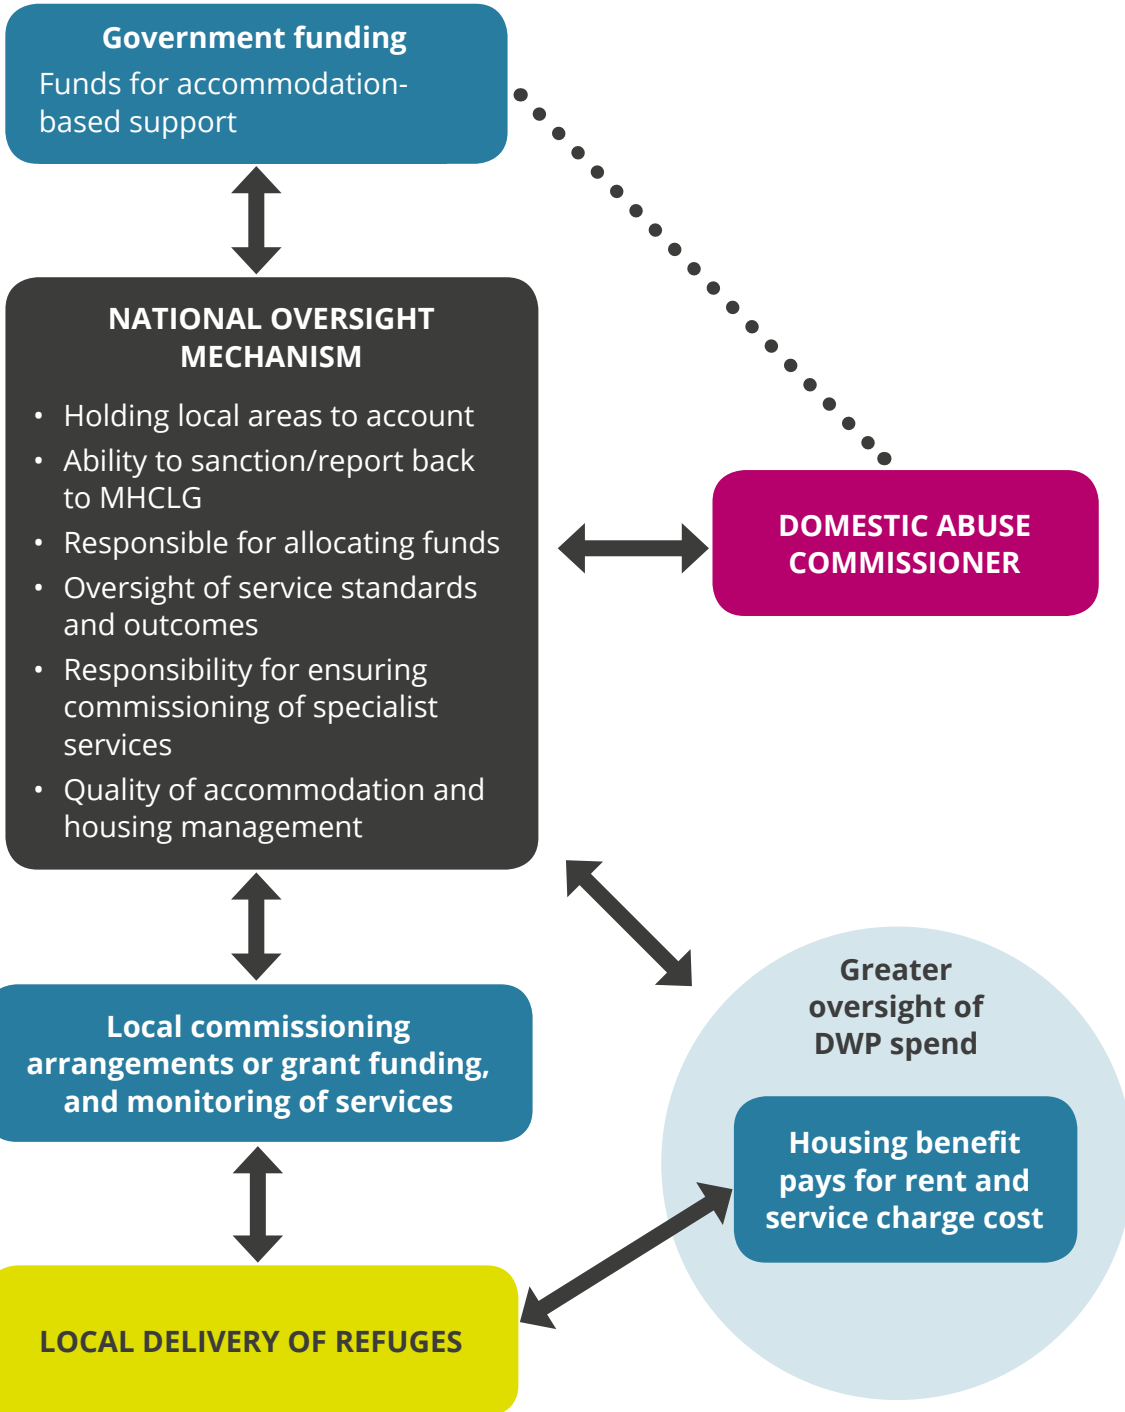 Government funding
Funds for accommodation-
based support
NATIONAL OVERSIGHT
MECHANISM
• Holding local areas to account
• Ability to sanction/report back
to MHCLG
• Responsible for allocating funds
• Oversight of service standards
and outcomes
• Responsibility for ensuring
commissioning of specialist
services
• Quality of accommodation and
housing management
DOMESTIC ABUSE
COMMISSIONER
Local commissioning
arrangements or grant funding,
and monitoring of services
Greater
oversight of
DWP spend
Housing benefit
pays for rent and
service charge cost
LOCAL DELIVERY OF REFUGES